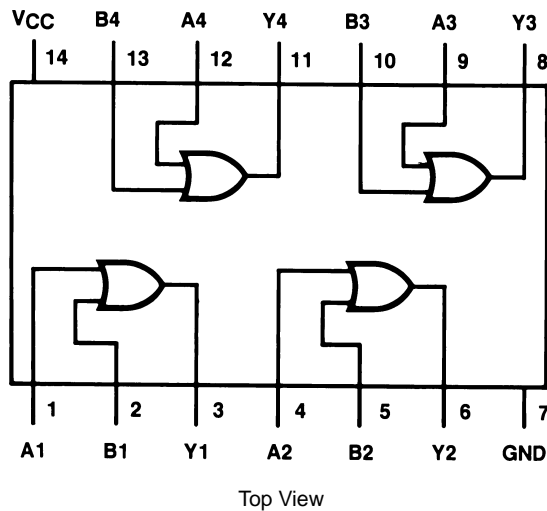 VCC B4 A4 Y4 B3 A3 Y3
14 13 12 11 10 9 8
1 2 3 4 5 6 7
A1 B1 Y1 A2 B2 Y2 GND
Top View